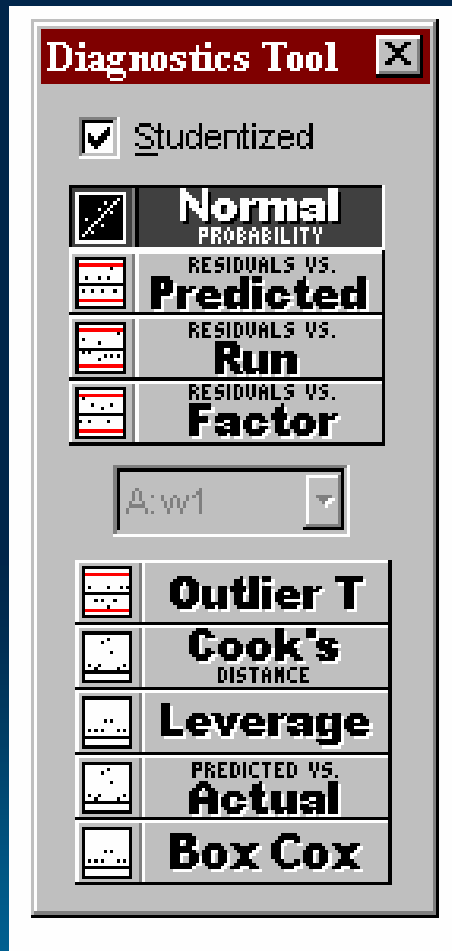 Diagnostics Tool
Studentized
Normal
PROBABILITY
RESIDUALS VS.
Predicted
RESIDUALS VS.
Run
RESIDUALS VS.
Factor
A:w1
Outlier T
Cook's
DISTANCE
Leverage
PREDICTED VS.
Actual
Box Cox